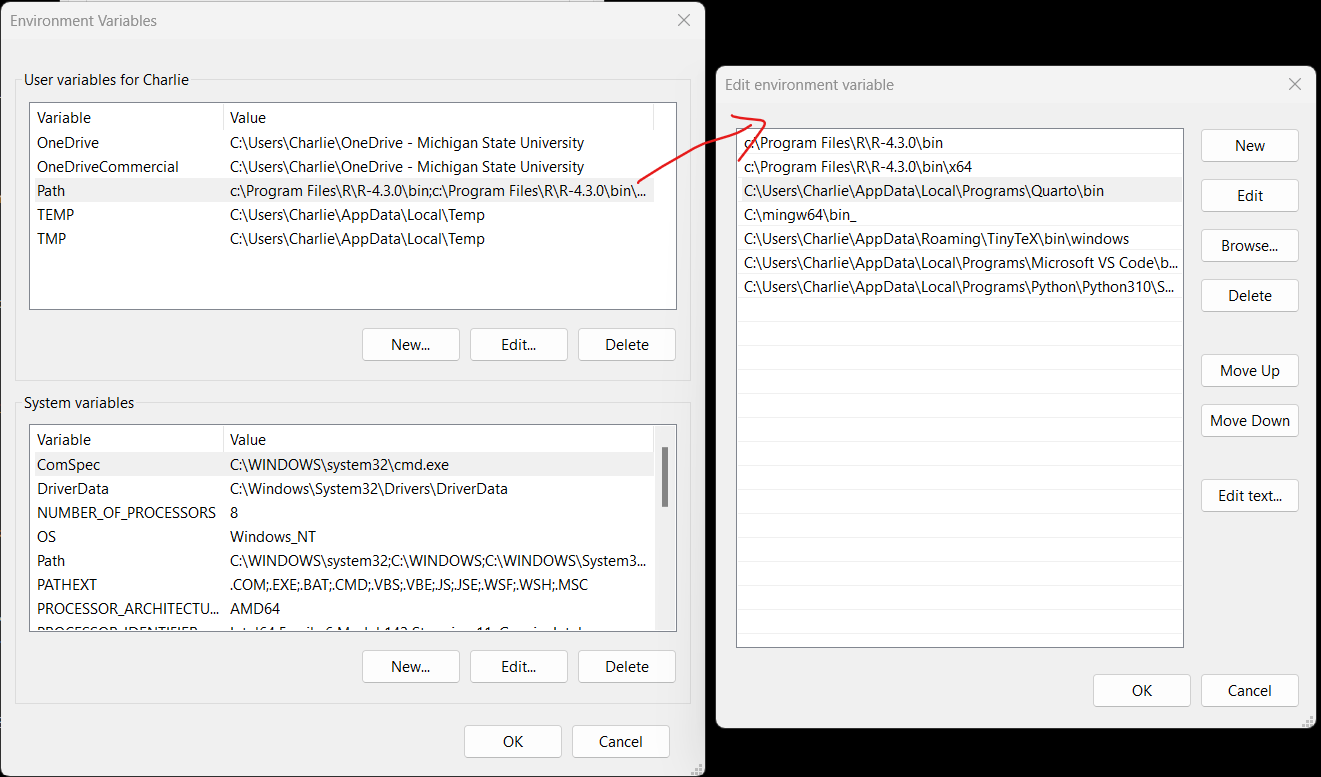 Environment Variables
User variables for Charlie
Variable Value
OneDrive C:\Users\Charlie\OneDrive - Michigan State University
OneDriveCommercial C:\Users\Charlie\OneDrive - Michigan State University
Path c:\Program Files\R\R-4.3.0\bin;c:\Program Files\R\R-4.3.0\bin\...
TEMP C:\Users\Charlie\AppData\Local\Temp
TMP C:\Users\Charlie\AppData\Local\Temp
New... Edit... Delete
System variables
Variable Value
ComSpec C:\WINDOWS\system32\cmd.exe
DriverData C:\Windows\System32\Drivers\DriverData
NUMBER_OF_PROCESSORS 8
OS Windows_NT
Path C:\WINDOWS\system32;C:\WINDOWS;C:\WINDOWS\System3...
PATHEXT .COM;.EXE;.BAT;.CMD;.VBS;.VBE;.JS;.JSE;.WSF;.WSH;.MSC
PROCESSOR_ARCHITECTU... AMD64
New... Edit... Delete
OK Cancel
Edit environment variable
c:\Program Files\R\R-4.3.0\bin
c:\Program Files\R\R-4.3.0\bin\x64
C:\Users\Charlie\AppData\Local\Programs\Quarto\bin
C:\mingw64\bin_
C:\Users\Charlie\AppData\Roaming\TinyTeX\bin\windows
C:\Users\Charlie\AppData\Local\Programs\Microsoft VS Code\b...
C:\Users\Charlie\AppData\Local\Programs\Python\Python310\S...
New
Edit
Browse...
Delete
Move Up
Move Down
Edit text...
OK Cancel